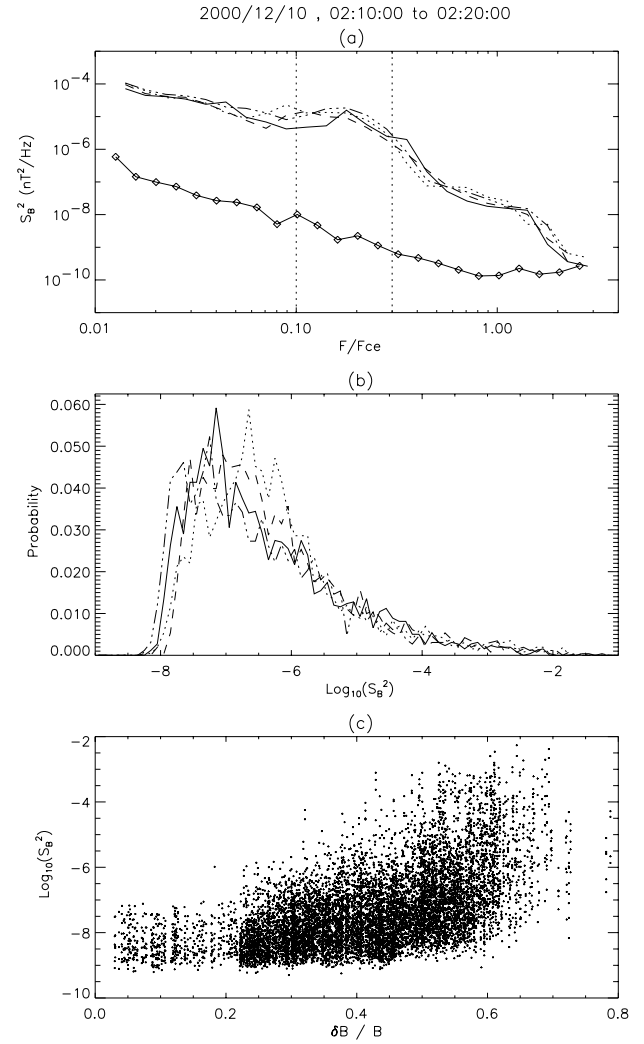 2000/12/10 , 02:10:00 to 02:20:00
(a)
S_B^2 (nT^2/Hz)
10^-4
10^-6
10^-8
10^-10
0.01 0.10 1.00
F/Fce
(b)
Probability
0.060
0.050
0.040
0.030
0.020
0.010
0.000
-8 -6 -4 -2
Log_10(S_B^2)
(c)
Log_10(S_B^2)
-2
-4
-6
-8
-10
0.0 0.2 0.4 0.6 0.8
δB / B